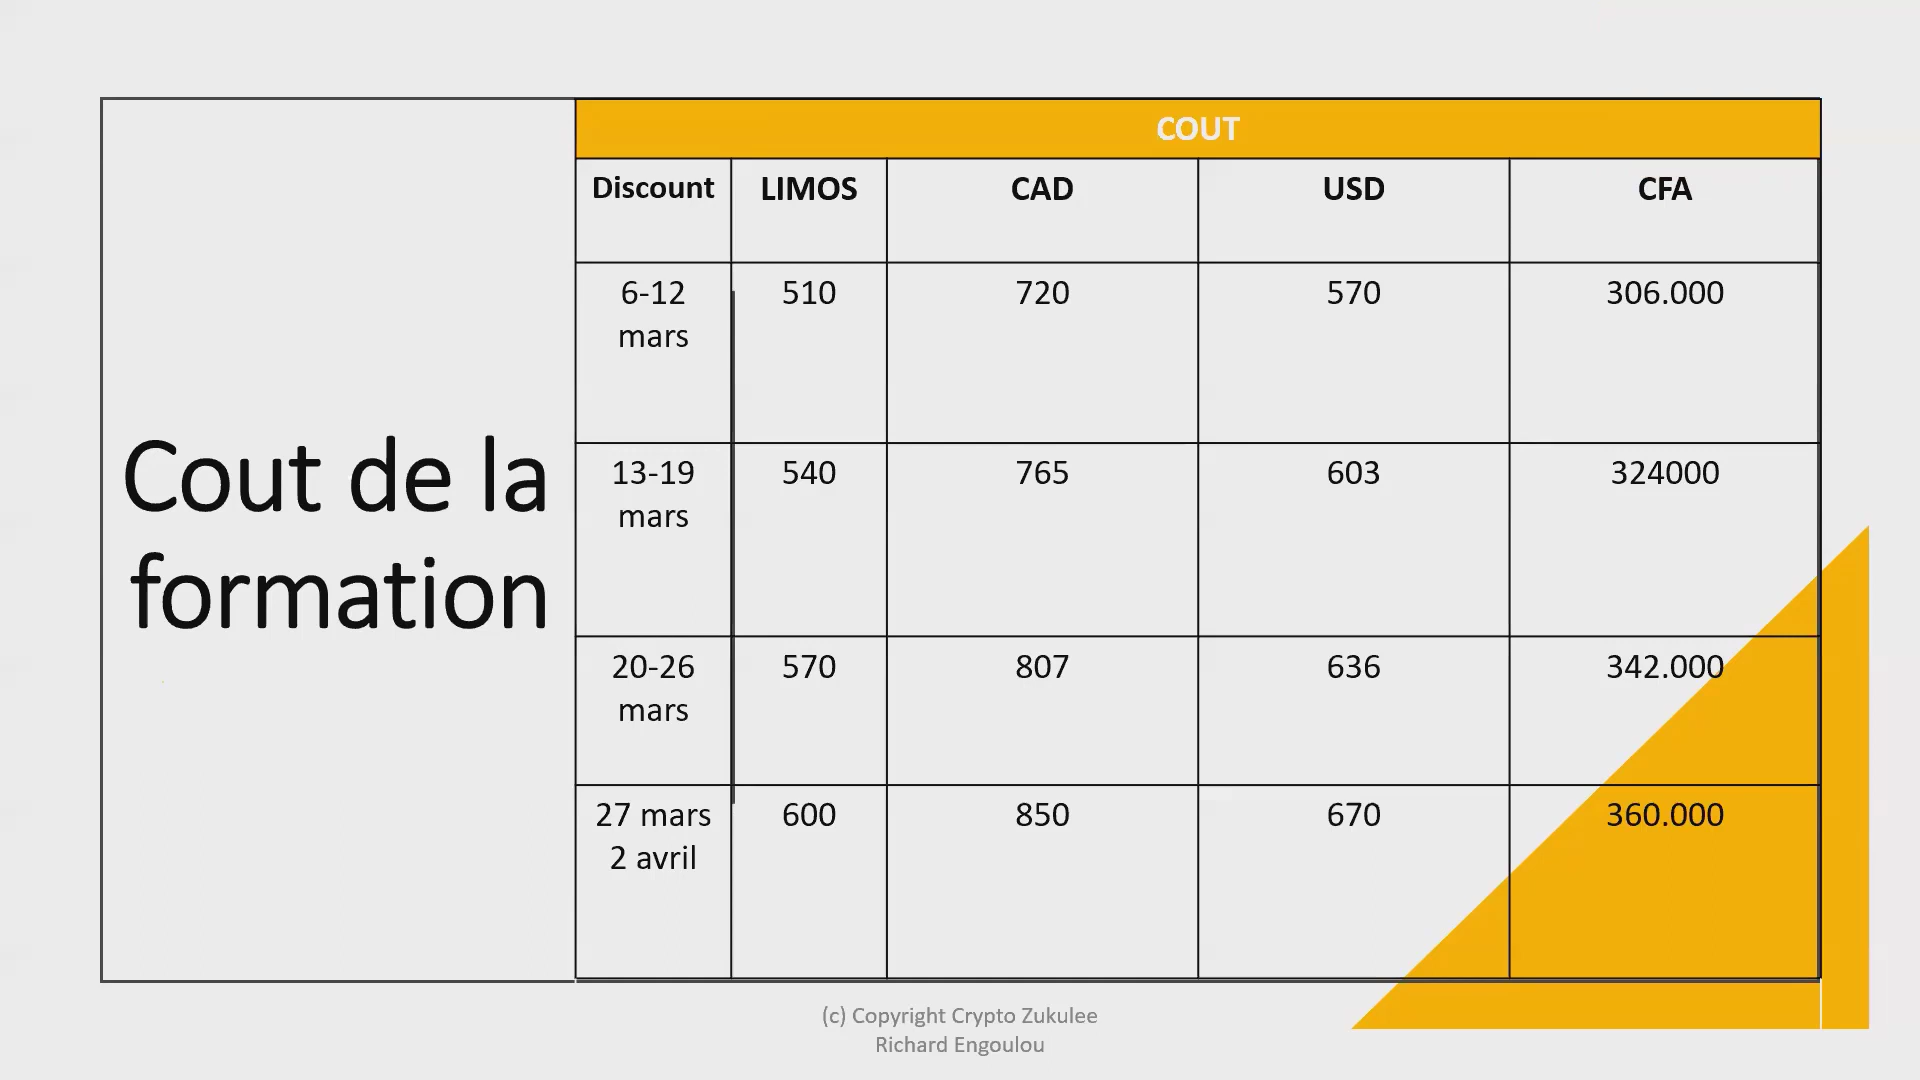 Cout de la
formation
COUT
Discount LIMOS CAD USD CFA
6-12 510 720 570 306.000
mars
13-19 540 765 603 324000
mars
20-26 570 807 636 342.000
mars
27 mars 600 850 670 360.000
2 avril
(c) Copyright Crypto Zukulee
Richard Engoulou